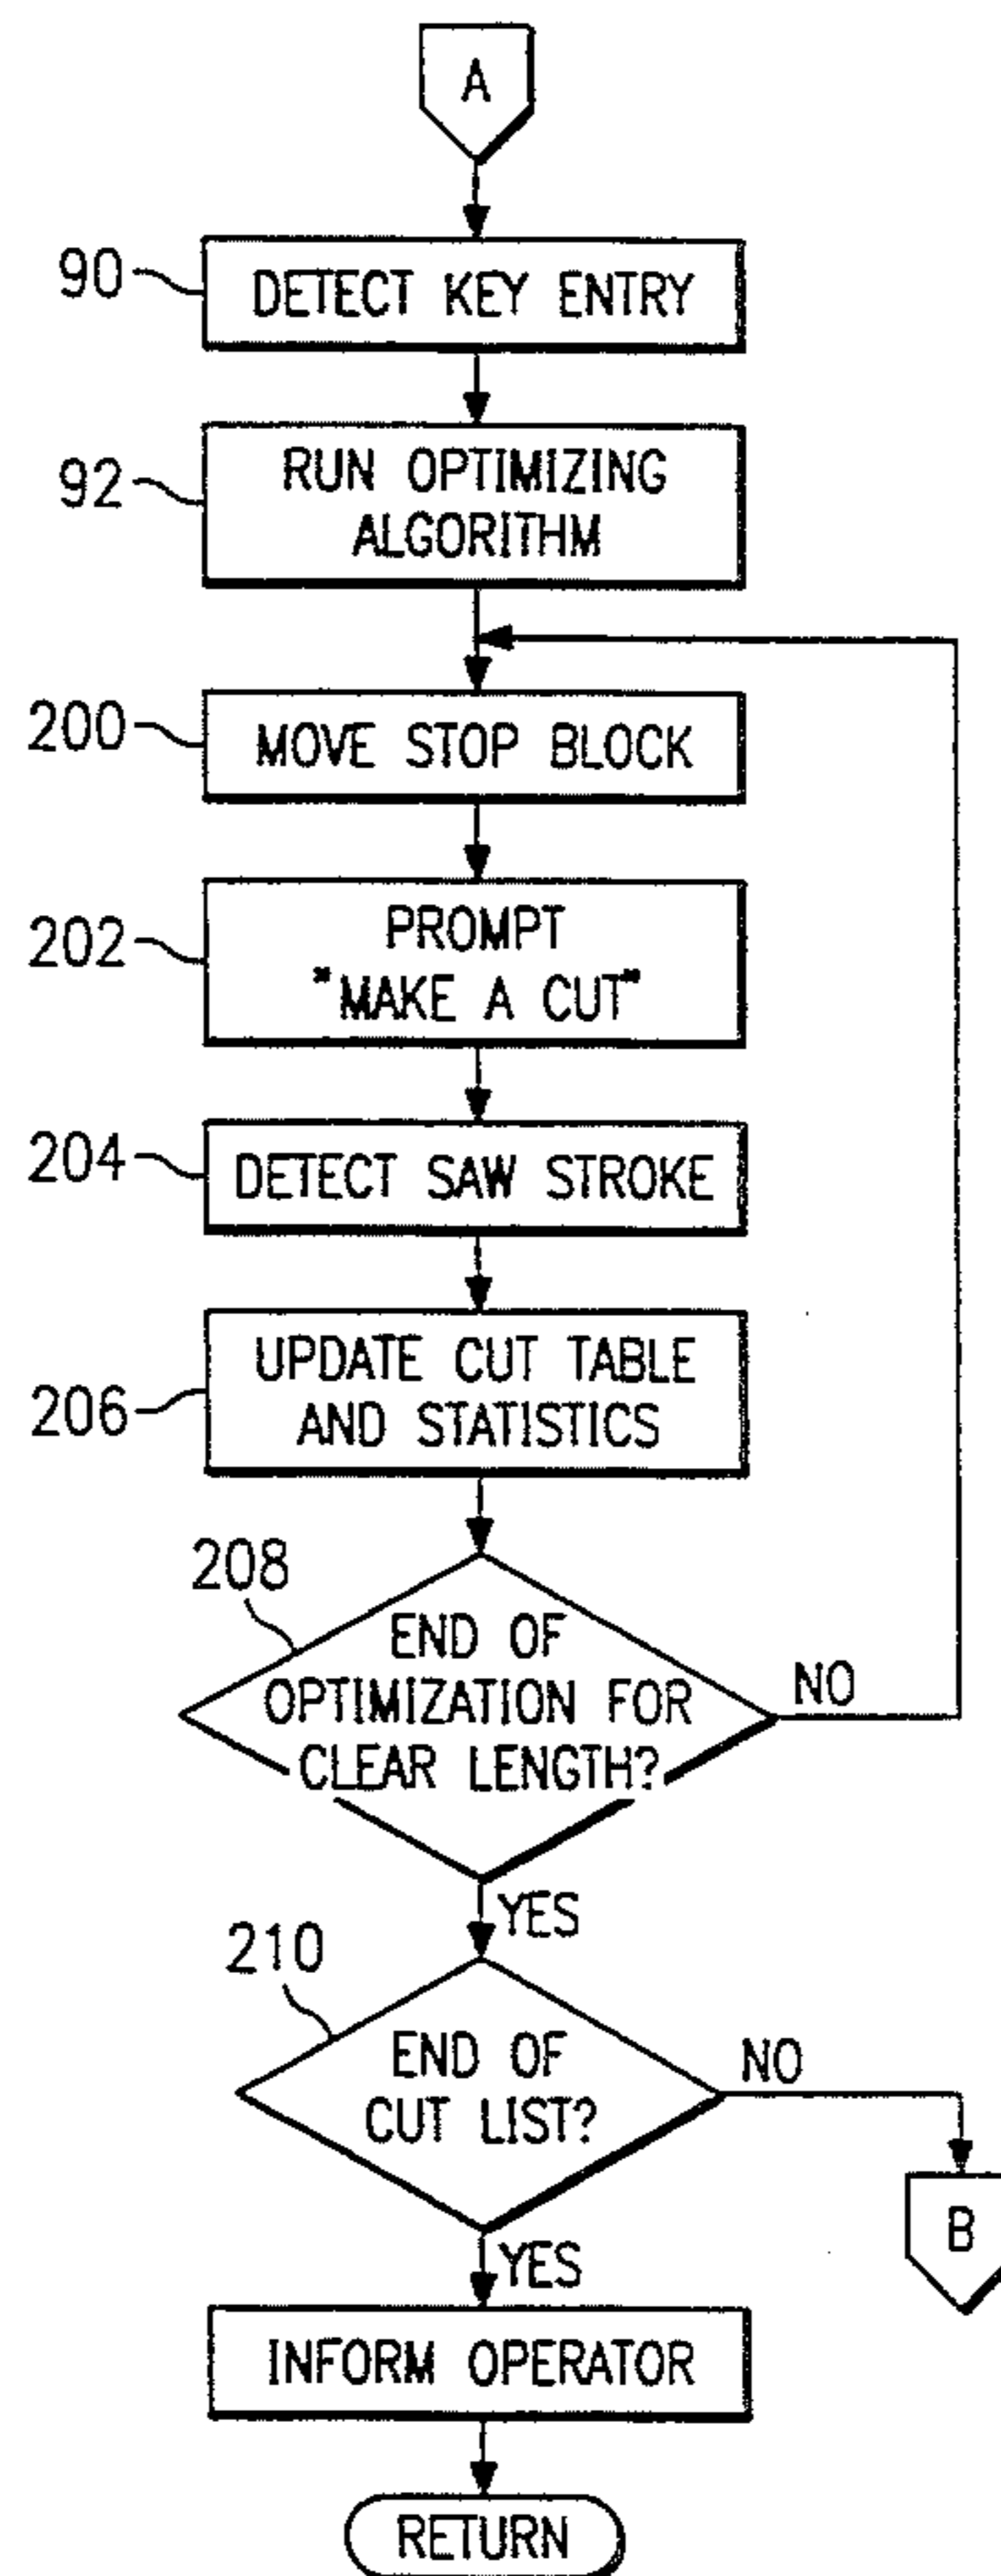 A
90
DETECT KEY ENTRY
92
RUN OPTIMIZING
ALGORITHM
200
MOVE STOP BLOCK
202
PROMPT
"MAKE A CUT"
204
DETECT SAW STROKE
206
UPDATE CUT TABLE
AND STATISTICS
208
END OF
OPTIMIZATION FOR
CLEAR LENGTH?
NO
YES
210
END OF
CUT LIST?
NO
B
YES
INFORM OPERATOR
RETURN